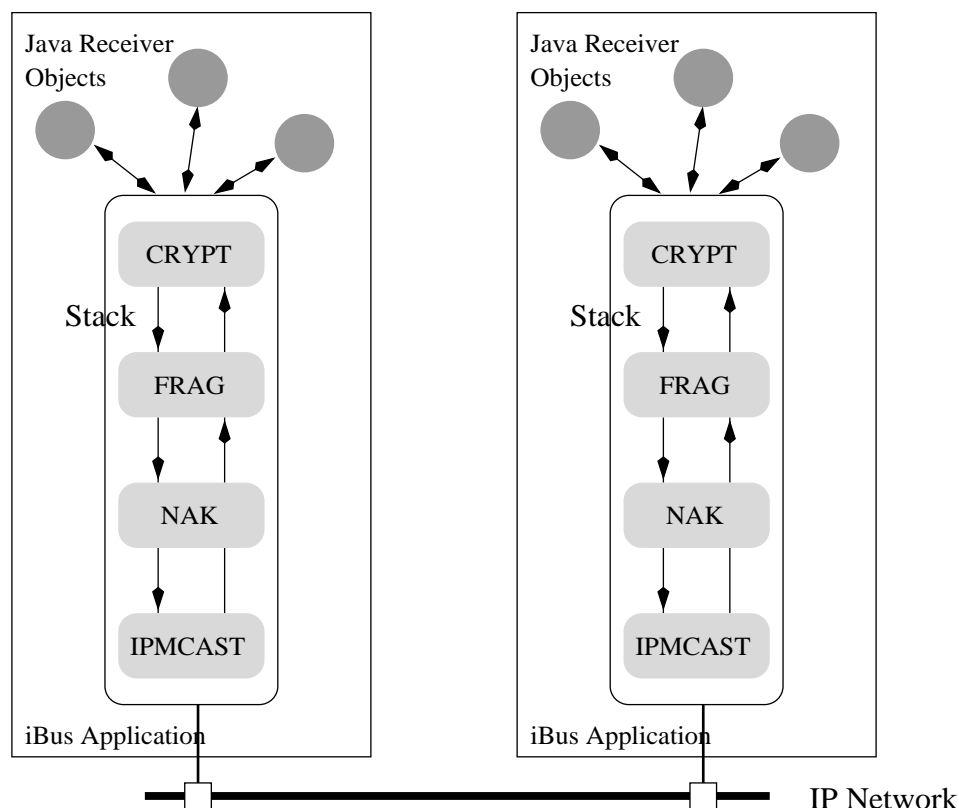 Java Receiver
Objects
CRYPT
Stack
FRAG
NAK
IPMCAST
iBus Application
Java Receiver
Objects
CRYPT
Stack
FRAG
NAK
IPMCAST
iBus Application
IP Network